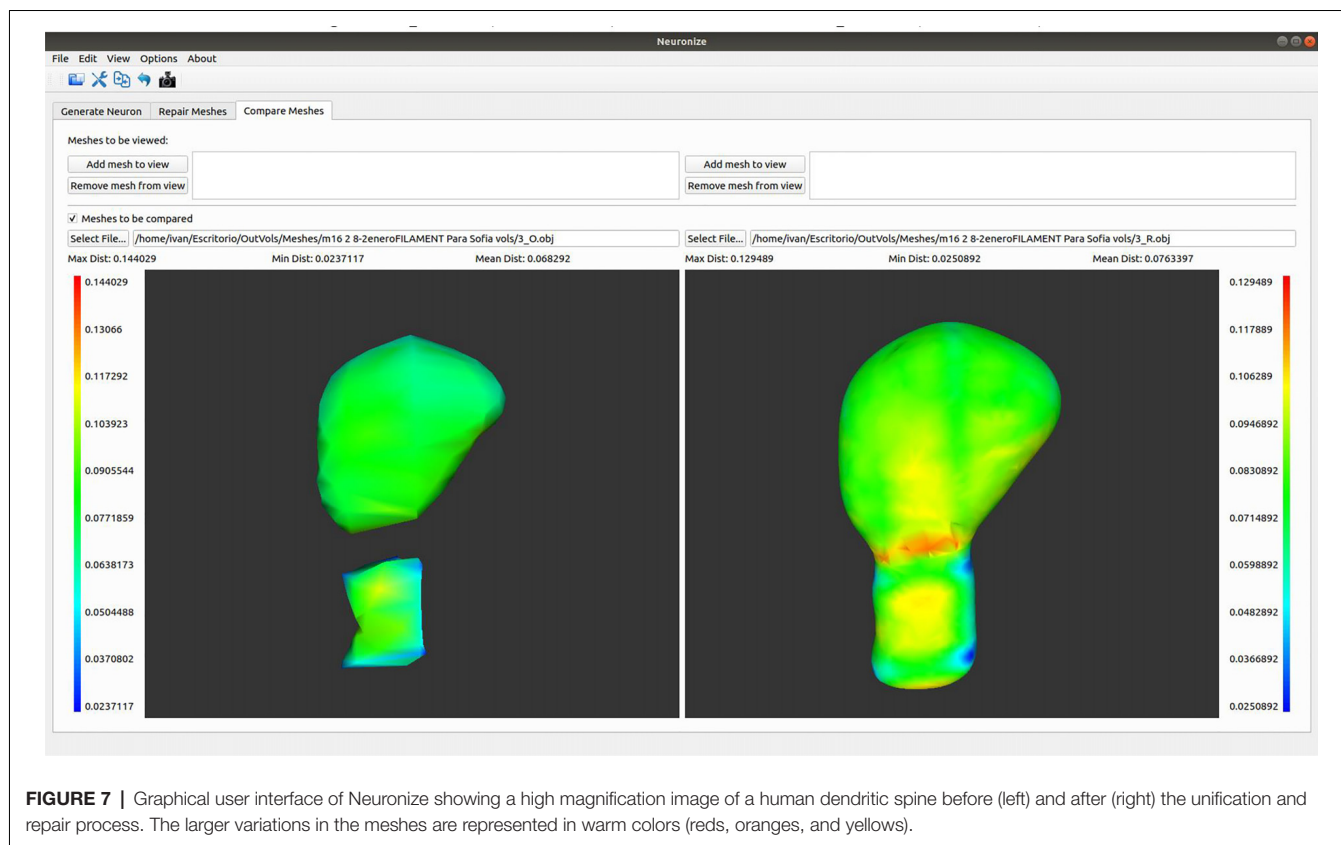 Neuronize
File Edit View Options About
Generate Neuron Repair Meshes Compare Meshes
Meshes to be viewed:
Add mesh to view Add mesh to view
Remove mesh from view Remove mesh from view
Meshes to be compared
Select File... /home/ivan/Escritorio/OutVols/Meshes/m16 2 8-2eneroFILAMENT Para Sofia vols/3_O.obj Select File... /home/ivan/Escritorio/OutVols/Meshes/m16 2 8-2eneroFILAMENT Para Sofia vols/3_R.obj
Max Dist: 0.144029 Min Dist: 0.0237117 Mean Dist: 0.068292 Max Dist: 0.129489 Min Dist: 0.0250892 Mean Dist: 0.0763397
0.144029 0.129489
0.13066 0.117889
0.117292 0.106289
0.103923 0.0946892
0.0905544 0.0830892
0.0771859 0.0714892
0.0638173 0.0598892
0.0504488 0.0482892
0.0370802 0.0366892
0.0237117 0.0250892
FIGURE 7 | Graphical user interface of Neuronize showing a high magnification image of a human dendritic spine before (left) and after (right) the unification and
repair process. The larger variations in the meshes are represented in warm colors (reds, oranges, and yellows).